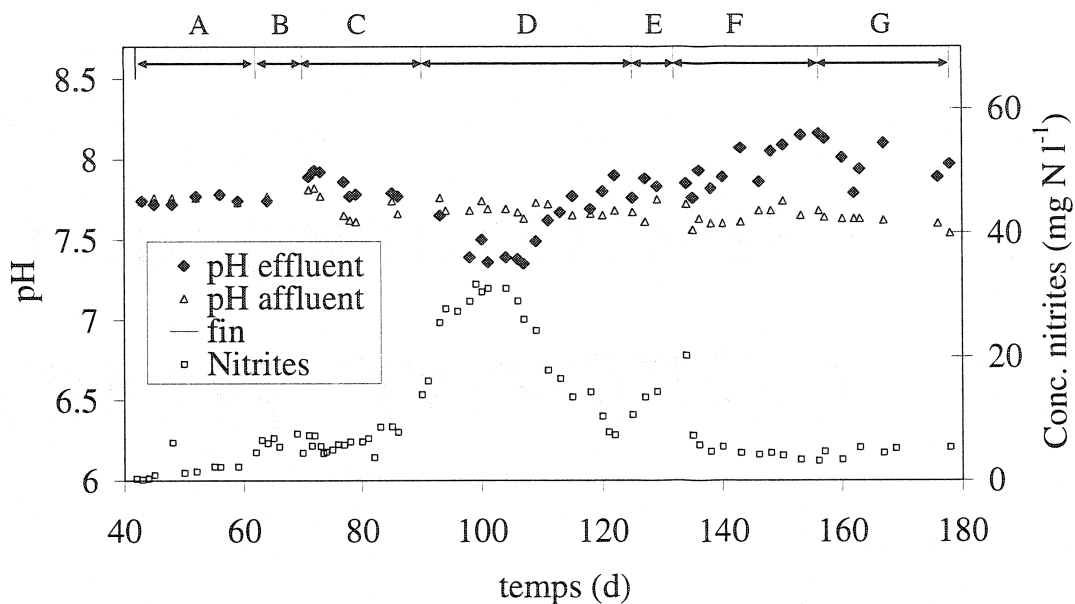 A B C D E F G
8.5
8
7.5
7
6.5
6
pH
pH effluent
pH affluent
fin
Nitrites
60
40
20
0
Conc. nitrites (mg N l⁻¹)
40 60 80 100 120 140 160 180
temps (d)